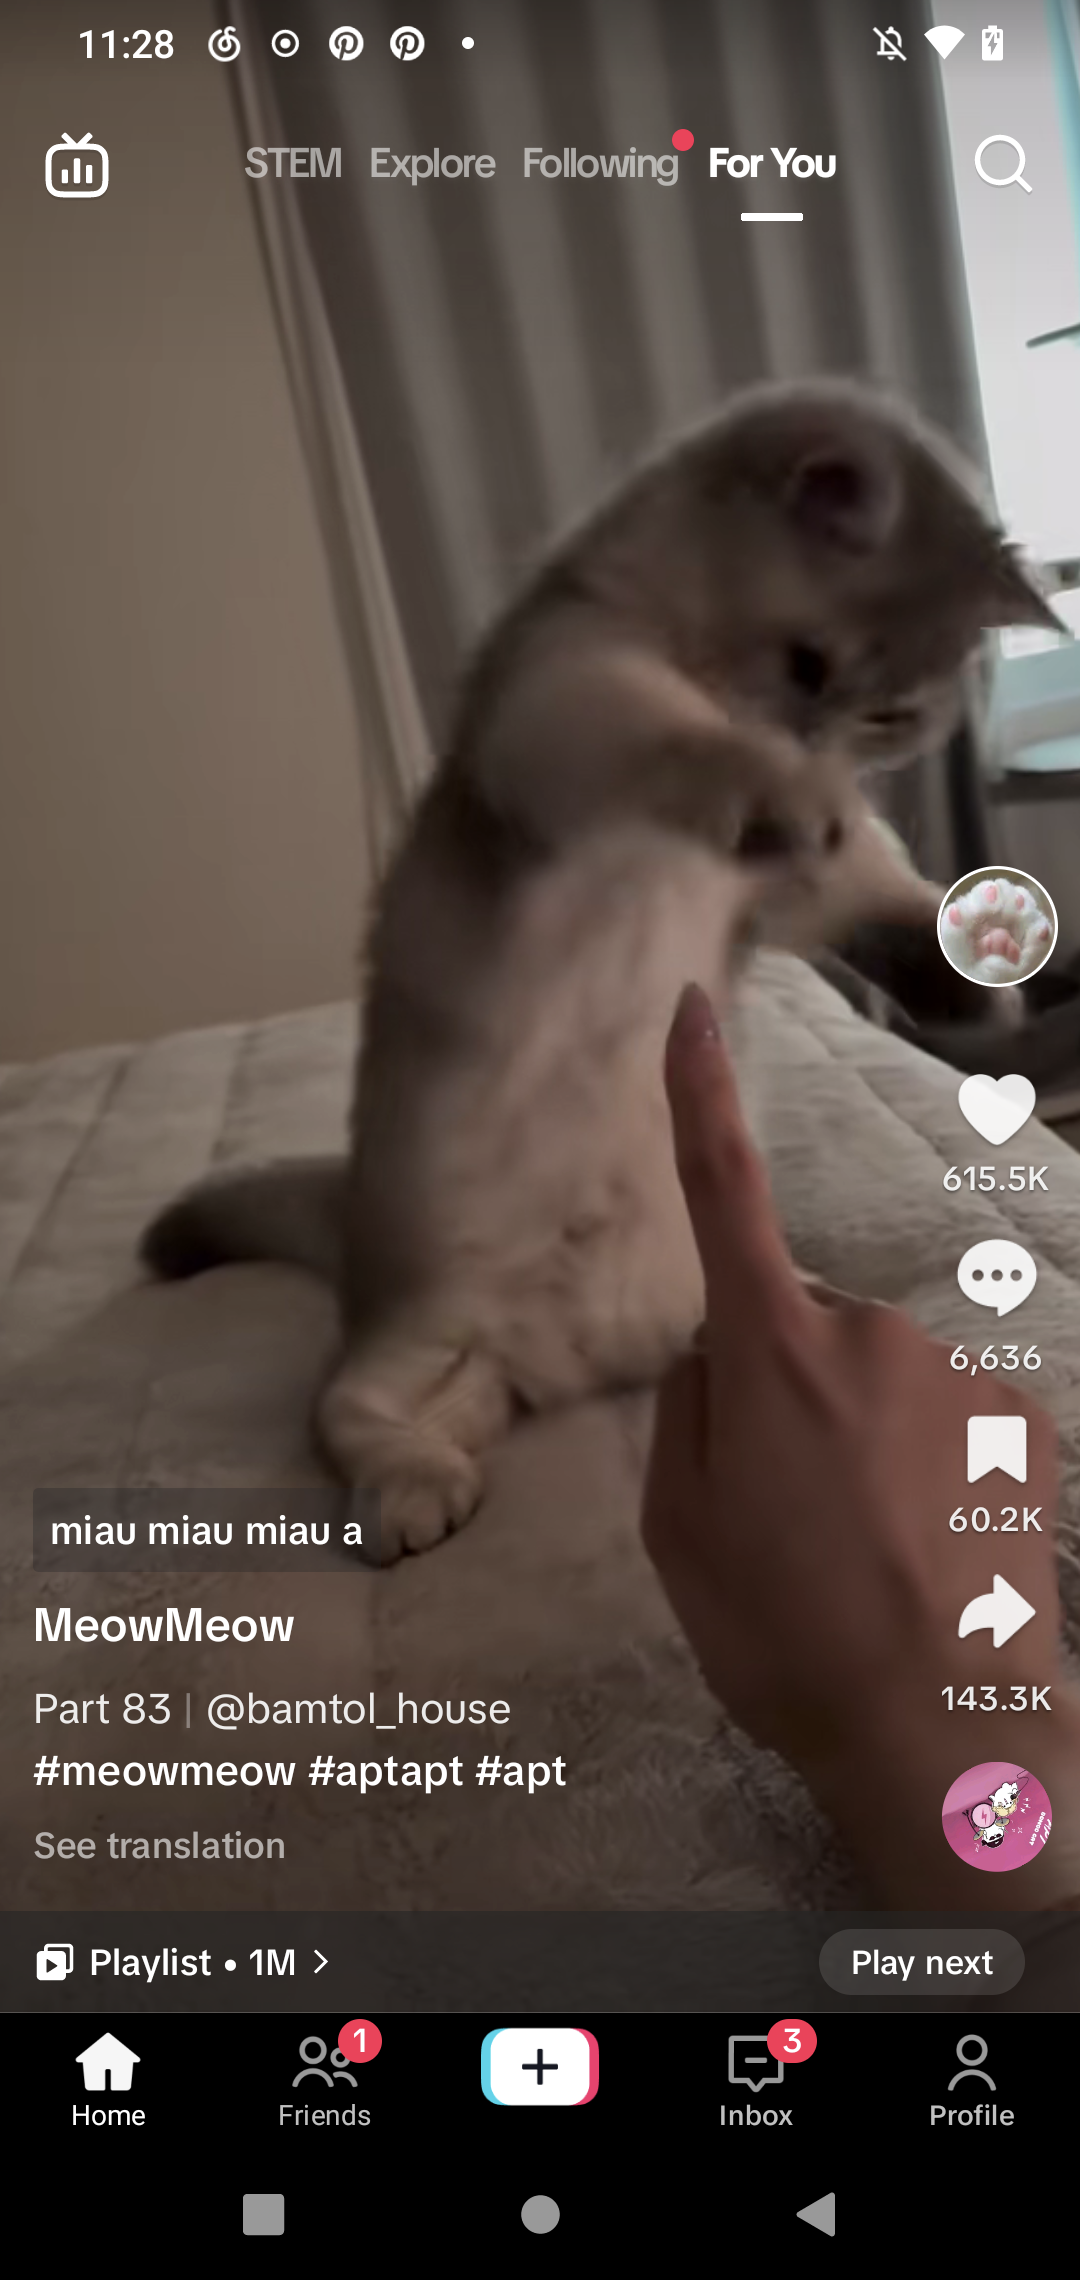 11:28
STEM Explore Following For You
615.5K
6,636
60.2K
143.3K
miau miau miau a
MeowMeow
Part 83 | @bamtol_house
#meowmeow #aptapt #apt
See translation
Playlist • 1M
Play next
1
3
Home Friends Inbox Profile